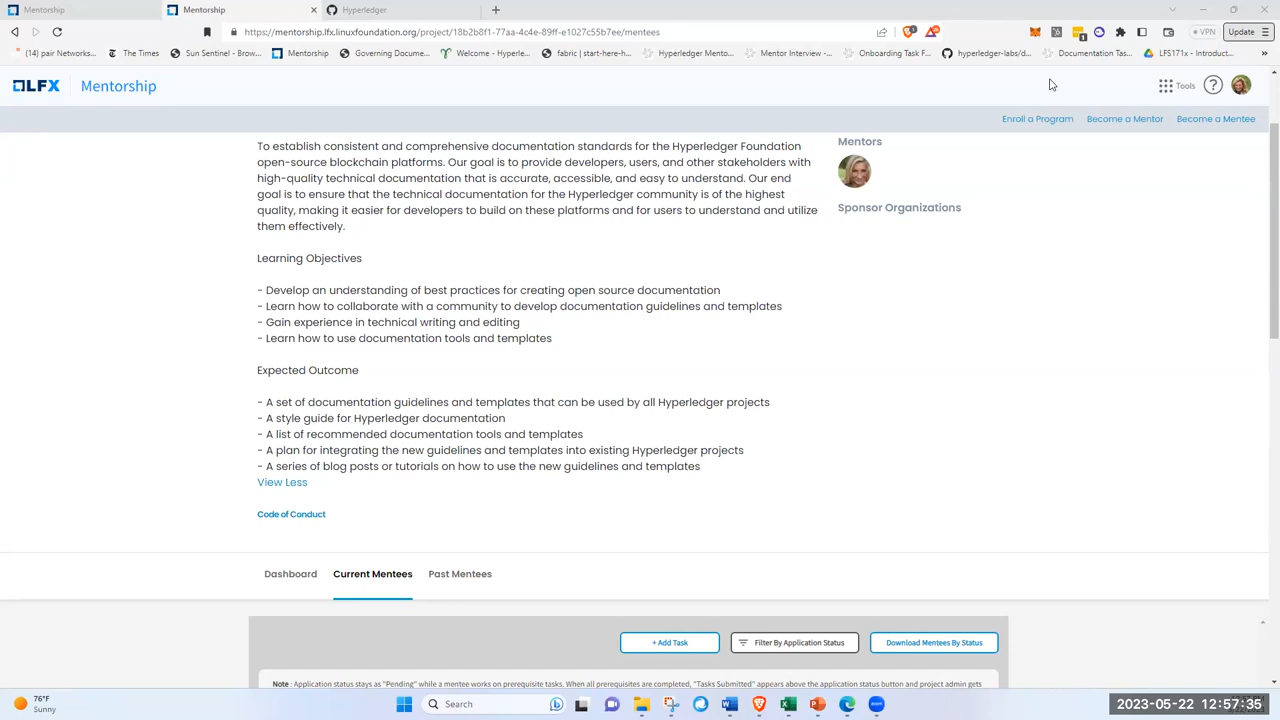 Mentorship
Mentorship
Hyperledger
https://mentorship.lfx.linuxfoundation.org/project/18b2b8f1-77aa-4c4e-89ff-e1027c55b7ee/mentees
VPN
Update
(14) pair Networks...
The Times
Sun Sentinel - Brow...
Mentorship
Governing Docume...
Welcome - Hyperle...
fabric | start-here-h...
Hyperledger Mento...
Mentor Interview -...
Onboarding Task F...
hyperledger-labs/d...
Documentation Tas...
LFS171x - Introduct...
LFX Mentorship
Tools
Enroll a Program
Become a Mentor
Become a Mentee
To establish consistent and comprehensive documentation standards for the Hyperledger Foundation
open-source blockchain platforms. Our goal is to provide developers, users, and other stakeholders with
high-quality technical documentation that is accurate, accessible, and easy to understand. Our end
goal is to ensure that the technical documentation for the Hyperledger community is of the highest
quality, making it easier for developers to build on these platforms and for users to understand and utilize
them effectively.
Mentors
Sponsor Organizations
Learning Objectives
- Develop an understanding of best practices for creating open source documentation
- Learn how to collaborate with a community to develop documentation guidelines and templates
- Gain experience in technical writing and editing
- Learn how to use documentation tools and templates
Expected Outcome
- A set of documentation guidelines and templates that can be used by all Hyperledger projects
- A style guide for Hyperledger documentation
- A list of recommended documentation tools and templates
- A plan for integrating the new guidelines and templates into existing Hyperledger projects
- A series of blog posts or tutorials on how to use the new guidelines and templates
View Less
Code of Conduct
Dashboard
Current Mentees
Past Mentees
+ Add Task
Filter By Application Status
Download Mentees By Status
Note : Application status stays as "Pending" while a mentee works on prerequisite tasks. When all prerequisites are completed, "Tasks Submitted" appears above the application status button and project admin gets
76°F
Sunny
Search
2023-05-22 12:57:35